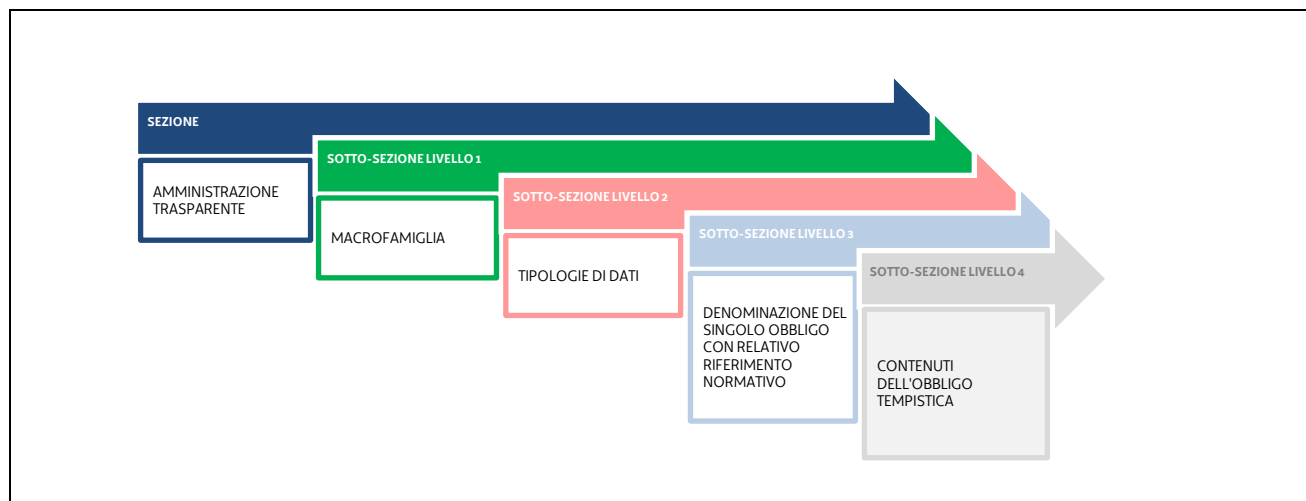 SEZIONE
AMMINISTRAZIONE
TRASPARENTE
SOTTO-SEZIONE LIVELLO 1
MACROFAMIGLIA
SOTTO-SEZIONE LIVELLO 2
TIPOLOGIE DI DATI
SOTTO-SEZIONE LIVELLO 3
DENOMINAZIONE DEL
SINGOLO OBBLIGO
CON RELATIVO
RIFERIMENTO
NORMATIVO
SOTTO-SEZIONE LIVELLO 4
CONTENUTI
DELL'OBBLIGO
TEMPISTICA